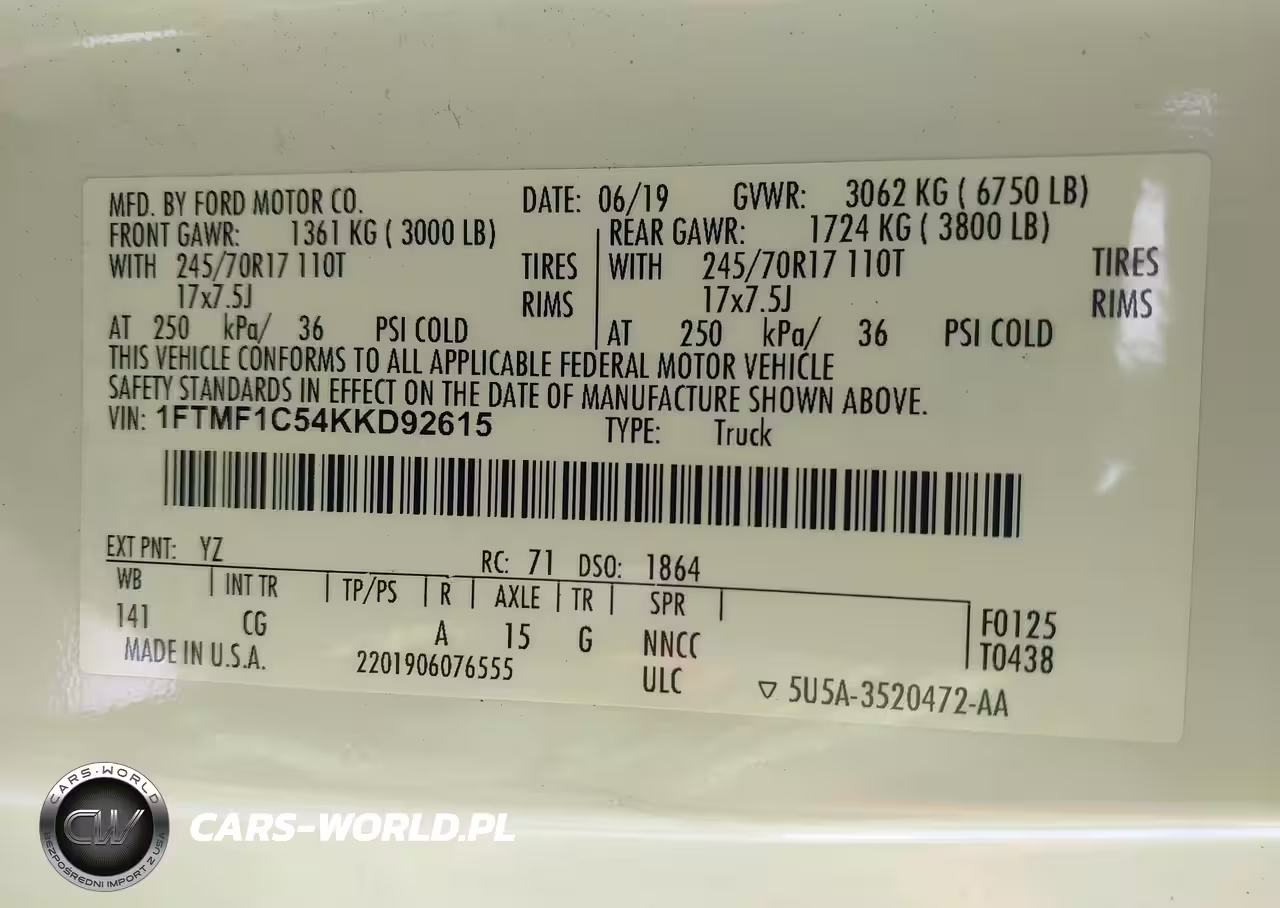 MFD. BY FORD MOTOR CO. DATE: 06/19 GVWR: 3062 KG ( 6750 LB)
FRONT GAWR: 1361 KG ( 3000 LB) REAR GAWR: 1724 KG ( 3800 LB)
WITH 245/70R17 110T TIRES WITH 245/70R17 110T TIRES
17x7.5J RIMS 17x7.5J RIMS
AT 250 kPa/ 36 PSI COLD AT 250 kPa/ 36 PSI COLD
THIS VEHICLE CONFORMS TO ALL APPLICABLE FEDERAL MOTOR VEHICLE
SAFETY STANDARDS IN EFFECT ON THE DATE OF MANUFACTURE SHOWN ABOVE.
VIN: 1FTMF1C54KKD92615 TYPE: Truck
EXT PNT: YZ RC: 71 DSO: 1864
WB INT TR TP/PS R AXLE TR SPR F0125
141 CG A 15 G NNCC T0438
MADE IN U.S.A. 2201906076555 ULC ▽ 5U5A-3520472-AA
CARS-WORLD
CW
BEZPOŚREDNI IMPORT Z USA
CARS-WORLD.PL